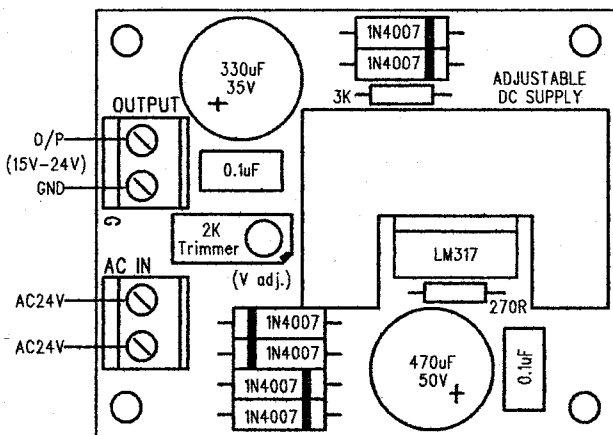 1N4007
330uF
35V
1N4007
ADJUSTABLE
DC SUPPLY
3K
OUTPUT
O/P
(15V-24V)
GND
0.1uF
G
2K
Trimmer
(V adj.)
LM317
270R
AC IN
AC24V
AC24V
1N4007
1N4007
1N4007
1N4007
470uF
50V
0.1uF
+
+